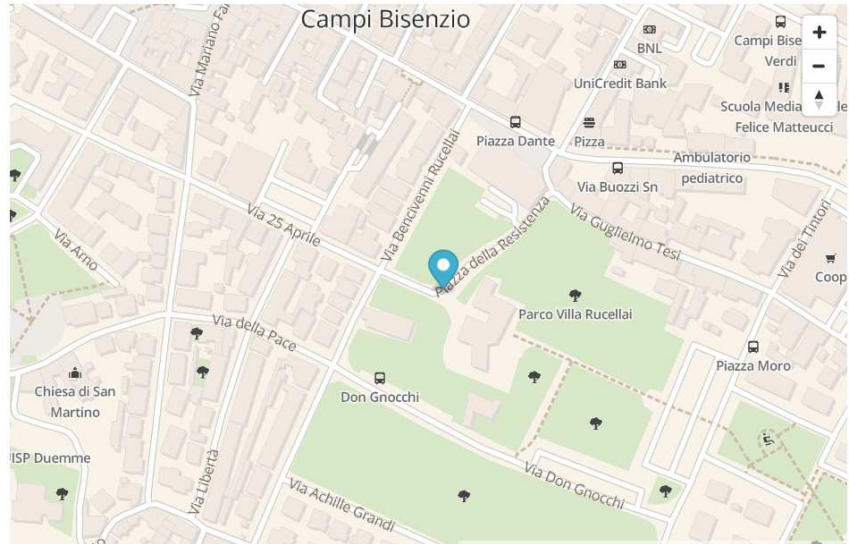 Campi Bisenzio
Via Mariano
BNL
UniCredit Bank
Campi Bise
Verdi
+
−
Scuola Media
Felice Matteucci
Piazza Dante
Pizza
Ambulatorio
pediatrico
Via Buozzi Sn
Via Bencivenni Rucellai
Via 25 Aprile
Via Arno
Piazza della Resistenza
Via Guglielmo Tesi
Via dei Tintori
Coop
Parco Villa Rucellai
Via della Pace
Piazza Moro
Chiesa di San
Martino
Don Gnocchi
ISP Duemme
Via Libertà
Via Don Gnocchi
Via Achille Grandi